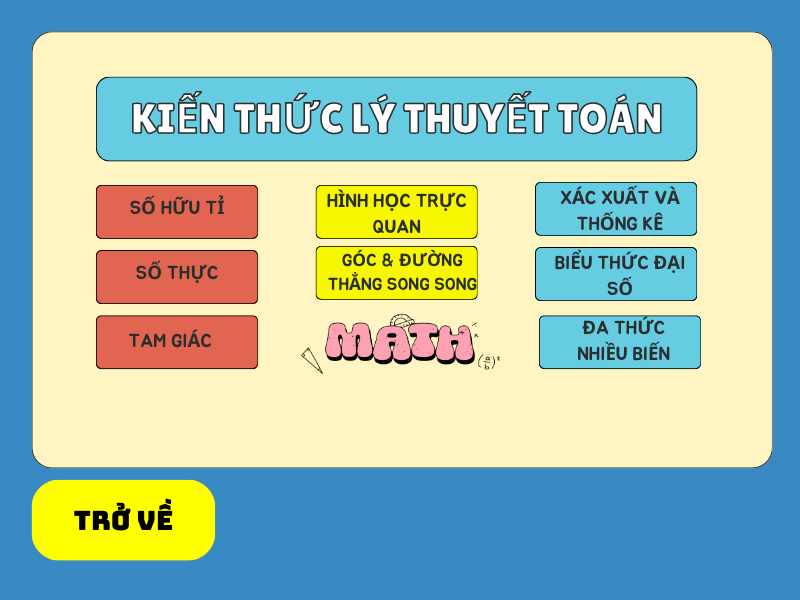 KIẾN THỨC LÝ THUYẾT TOÁN
SỐ HỮU TỈ
HÌNH HỌC TRỰC
QUAN
XÁC XUẤT VÀ
THỐNG KÊ
SỐ THỰC
GÓC & ĐƯỜNG
THẲNG SONG SONG
BIỂU THỨC ĐẠI
SỐ
TAM GIÁC
MATH
(a/b)²
ĐA THỨC
NHIỀU BIẾN
TRỞ VỀ